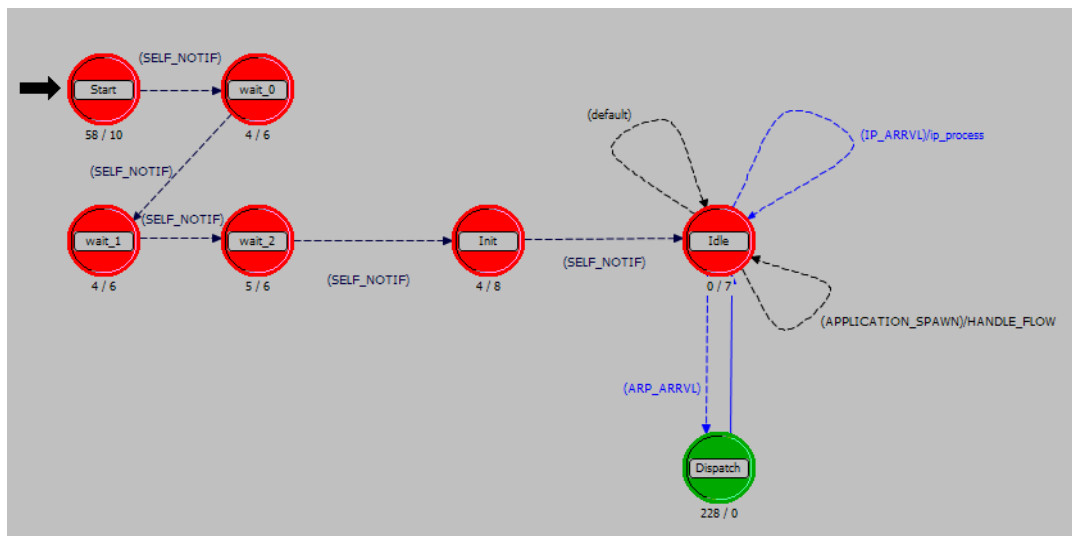 (SELF_NOTIF)
Start
wait_0
58 / 10
4 / 6
(default)
(IP_ARRVL)/ip_process
(SELF_NOTIF)
(SELF_NOTIF)
wait_1
wait_2
Init
Idle
(SELF_NOTIF)
(SELF_NOTIF)
4 / 6
5 / 6
4 / 8
0 / 7
(APPLICATION_SPAWN)/HANDLE_FLOW
(ARP_ARRVL)
Dispatch
228 / 0